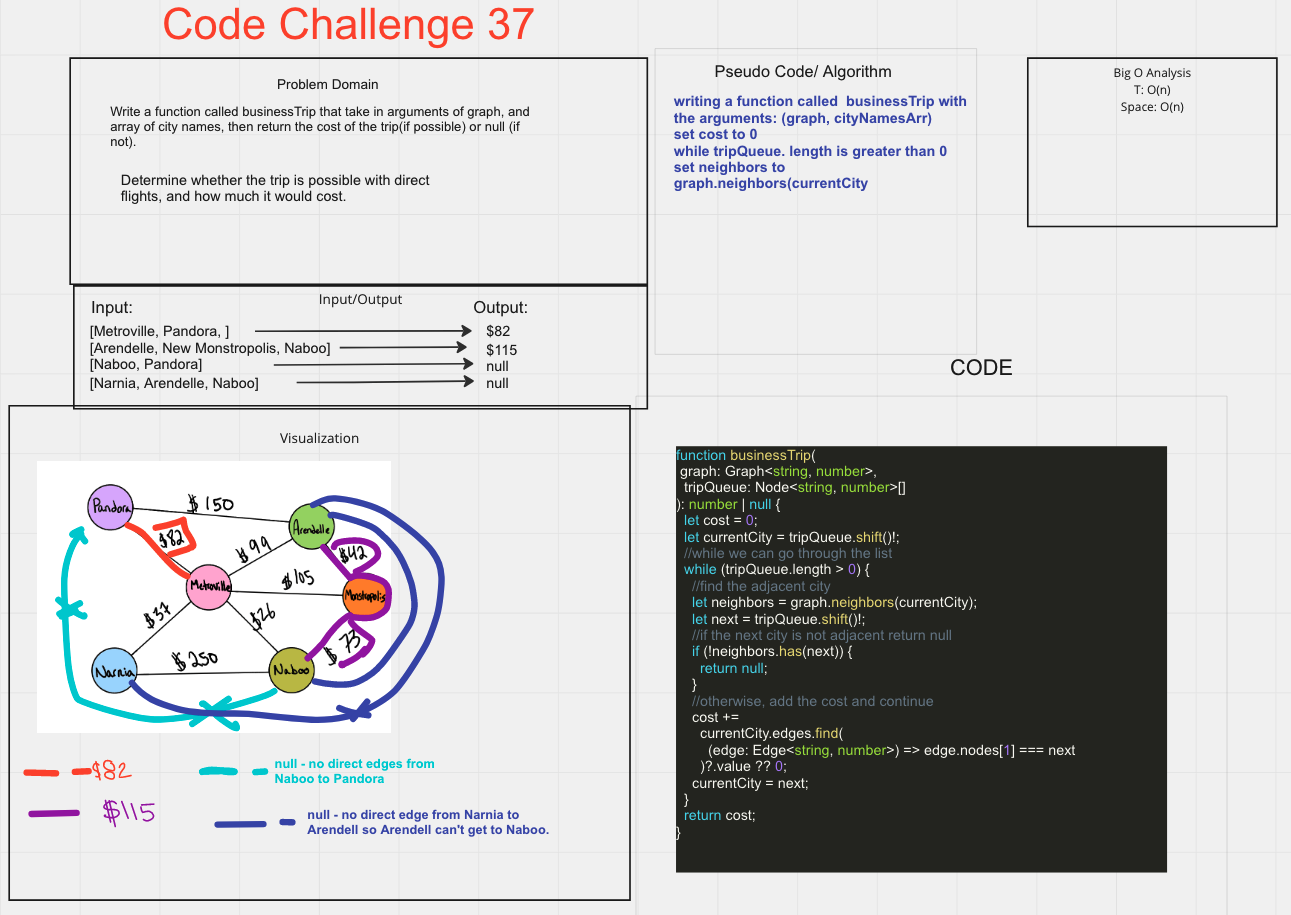 Code Challenge 37
Problem Domain
Write a function called businessTrip that take in arguments of graph, and
array of city names, then return the cost of the trip(if possible) or null (if
not).
Determine whether the trip is possible with direct
flights, and how much it would cost.
Input/Output
Input:
Output:
[Metroville, Pandora, ]
$82
[Arendelle, New Monstropolis, Naboo]
$115
[Naboo, Pandora]
null
[Narnia, Arendelle, Naboo]
null
Visualization
Pandora
$150
Arendelle
$82
$99
$42
Metroville
$105
Monstropolis
$37
$26
$73
Narnia
$250
Naboo
$82
null - no direct edges from
Naboo to Pandora
$115
null - no direct edge from Narnia to
Arendell so Arendell can't get to Naboo.
Pseudo Code/ Algorithm
writing a function called  businessTrip with
the arguments: (graph, cityNamesArr)
set cost to 0
while tripQueue. length is greater than 0
set neighbors to
graph.neighbors(currentCity
Big O Analysis
T: O(n)
Space: O(n)
CODE
function businessTrip(
graph: Graph<string, number>,
tripQueue: Node<string, number>[]
): number | null {
let cost = 0;
let currentCity = tripQueue.shift()!;
//while we can go through the list
while (tripQueue.length > 0) {
//find the adjacent city
let neighbors = graph.neighbors(currentCity);
let next = tripQueue.shift()!;
//if the next city is not adjacent return null
if (!neighbors.has(next)) {
return null;
}
//otherwise, add the cost and continue
cost +=
currentCity.edges.find(
(edge: Edge<string, number>) => edge.nodes[1] === next
)?.value ?? 0;
currentCity = next;
}
return cost;
}